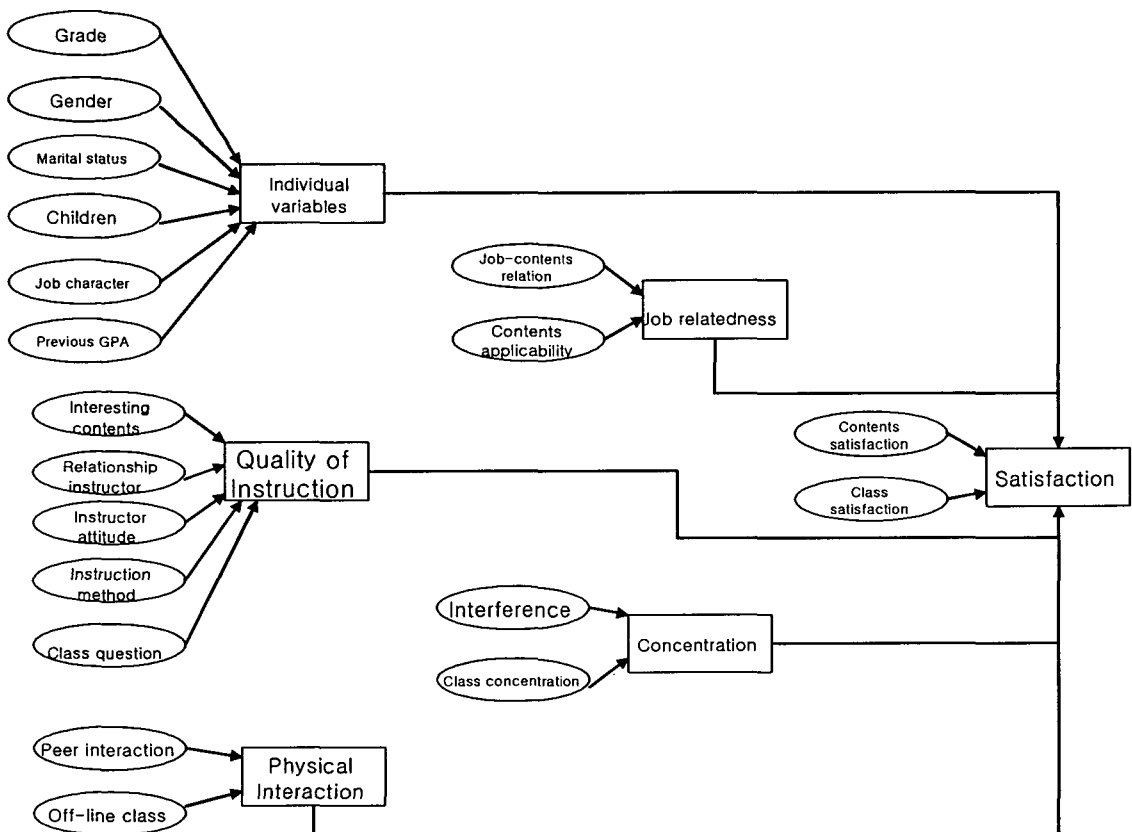 Grade
Gender
Marital status
Children
Job character
Previous GPA
Individual
variables
Job-contents
relation
Contents
applicability
Job relatedness
Interesting
contents
Relationship
instructor
Instructor
attitude
Instruction
method
Class question
Quality of
Instruction
Contents
satisfaction
Class
satisfaction
Satisfaction
Interference
Class concentration
Concentration
Peer interaction
Off-line class
Physical
Interaction